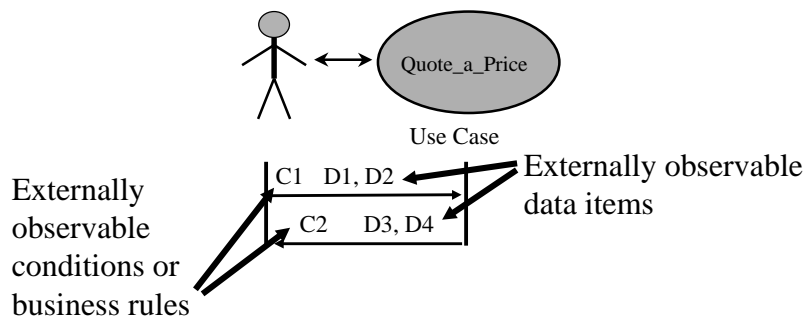 Quote_a_Price
Use Case
C1 D1, D2
C2 D3, D4
Externally observable
data items
Externally
observable
conditions or
business rules